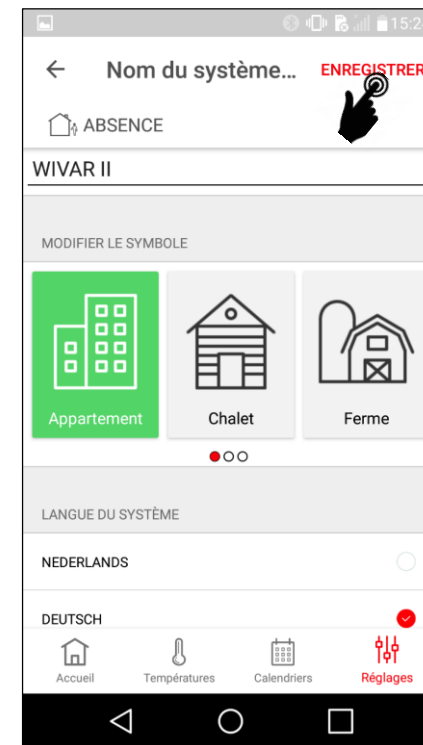 15:2
Nom du système... ENREGISTRER
ABSENCE
WIVAR II
MODIFIER LE SYMBOLE
Appartement Chalet Ferme
LANGUE DU SYSTÈME
NEDERLANDS
DEUTSCH
Accueil Températures Calendriers Réglages